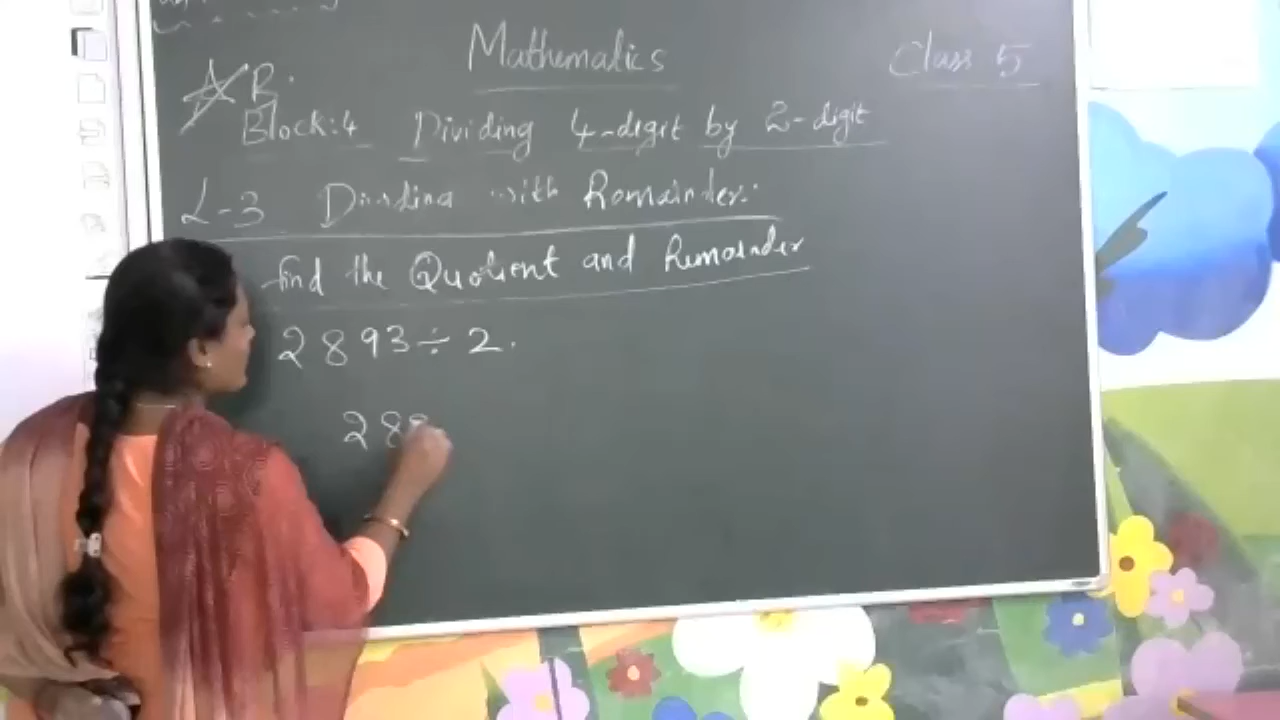 Mathematics Class 5
R.
Block:4 Dividing 4-digit by 2-digit
L-3 Dividing with Remainder:
find the Quotient and Remainder
2893 ÷ 2.
28